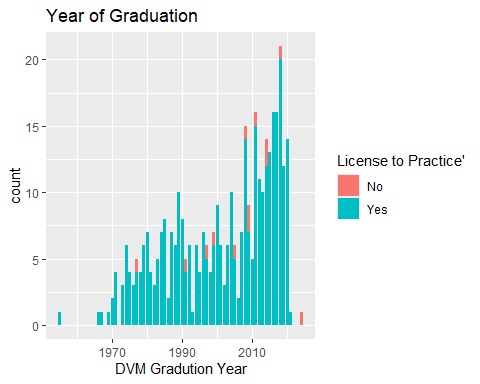 Year of Graduation
20
15
10
5
0
count
1970
1990
2010
DVM Gradution Year
License to Practice'
No
Yes